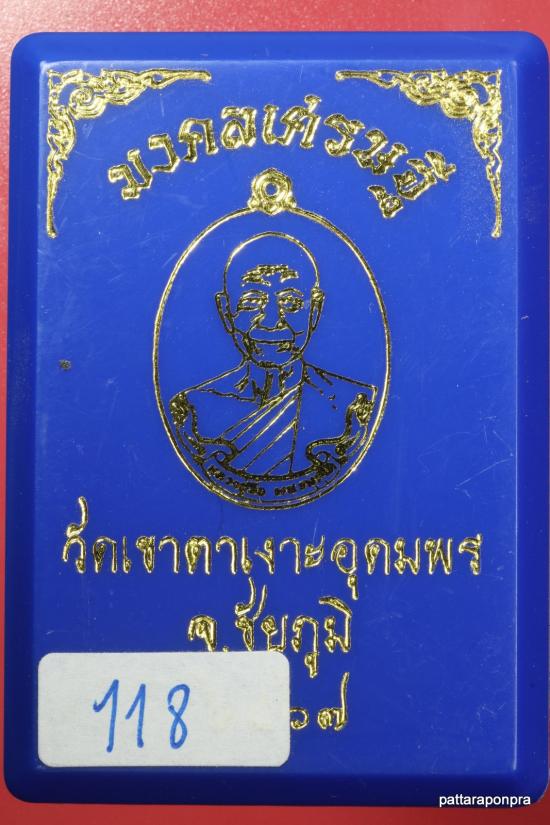 มงคลเศรษฐี
วัดเขาตาเงาะอุดมพร
จ.ชัยภูมิ
๐๗
118
pattaraponpra